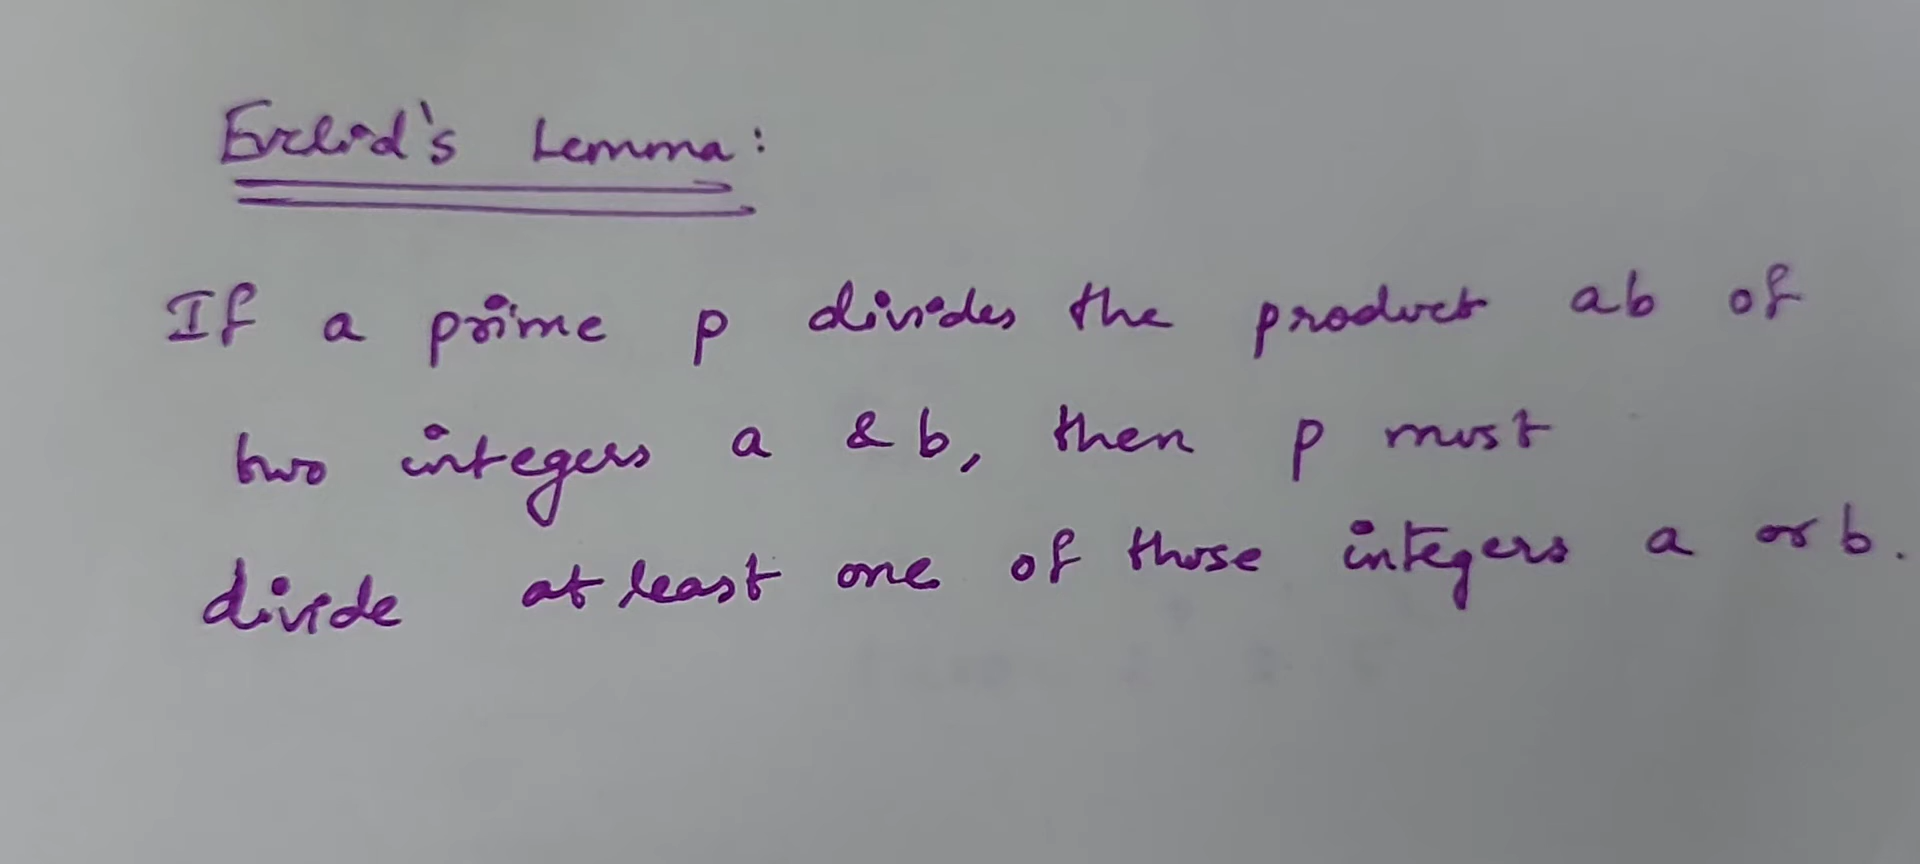 Euclid's Lemma:
If a prime p divides the product ab of
two integers a & b, then p must
divide at least one of those integers a or b.